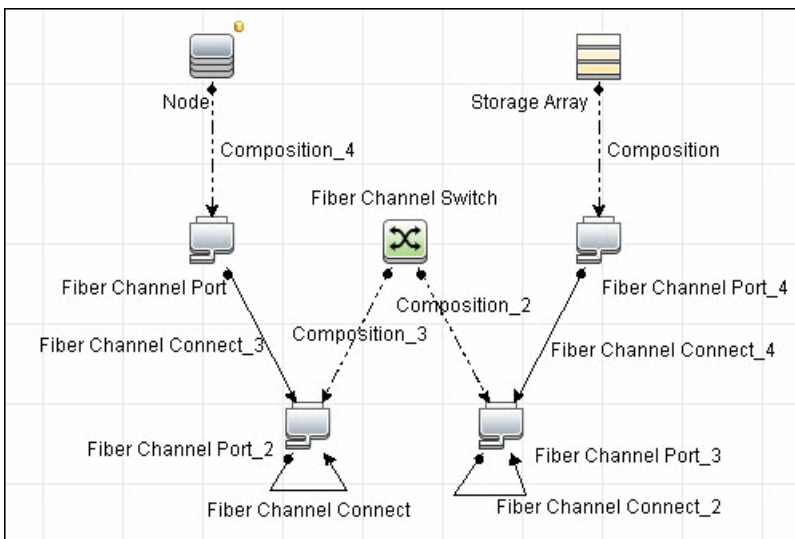 Node
Storage Array
Composition_4
Composition
Fiber Channel Switch
Fiber Channel Port
Fiber Channel Port_4
Composition_2
Composition_3
Fiber Channel Connect_3
Fiber Channel Connect_4
Fiber Channel Port_2
Fiber Channel Port_3
Fiber Channel Connect
Fiber Channel Connect_2